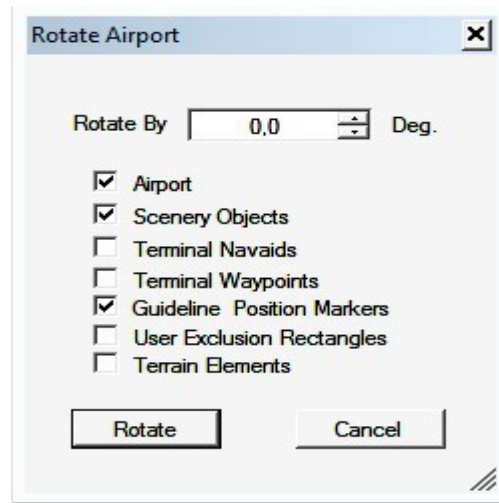 Rotate Airport
Rotate By 0,0 Deg.
Airport
Scenery Objects
Terminal Navaids
Terminal Waypoints
Guideline Position Markers
User Exclusion Rectangles
Terrain Elements
Rotate Cancel